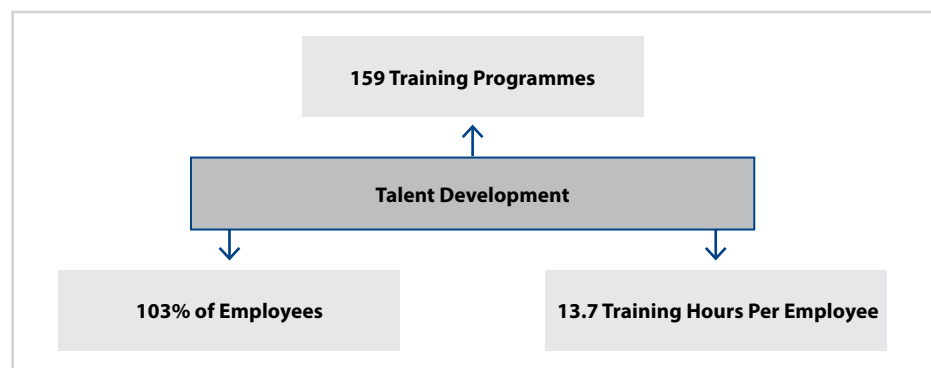 159 Training Programmes
Talent Development
103% of Employees
13.7 Training Hours Per Employee